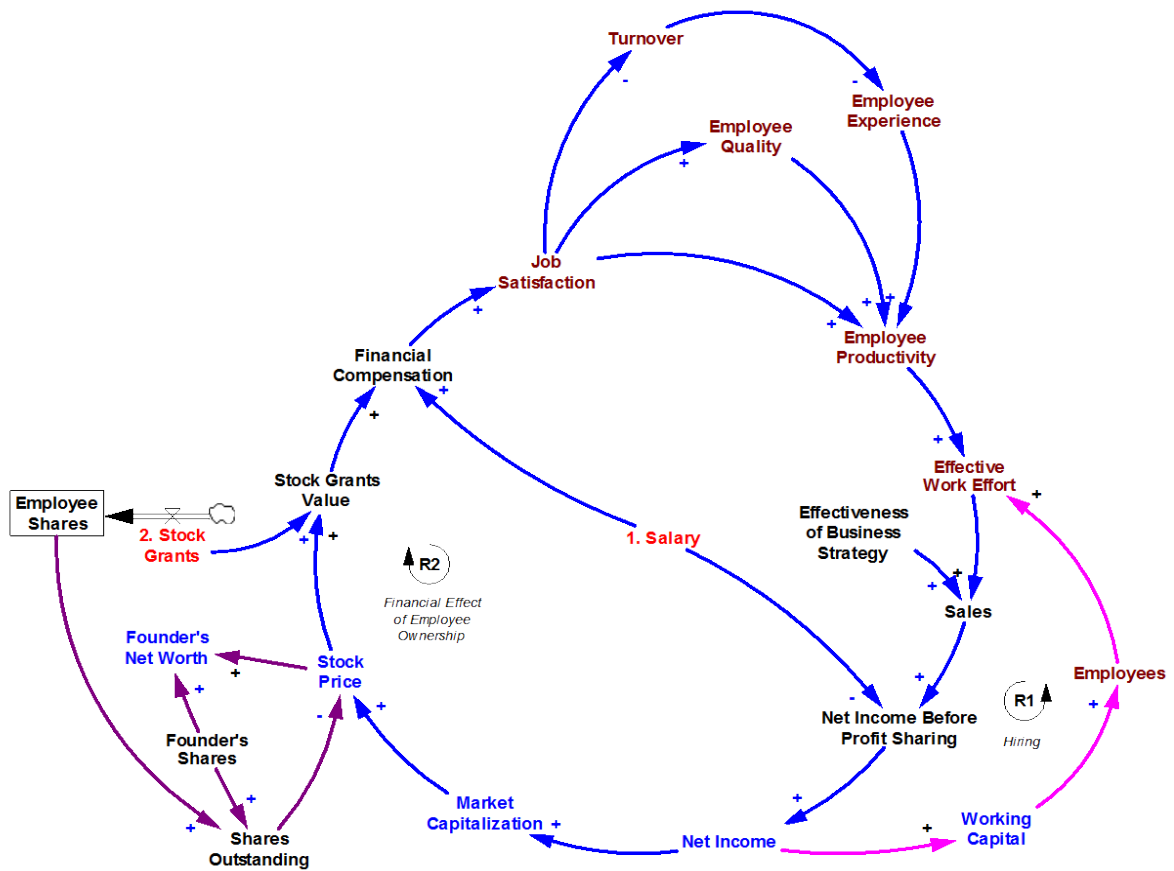 Turnover
-
-
Employee
Experience
Employee
Quality
+
Job
Satisfaction
+
+
+
+
Employee
Productivity
Financial
Compensation
+
+
+
Effective
Work Effort
+
Stock Grants
Value
Employee
Shares
2. Stock
Grants
+
+
1. Salary
Effectiveness
of Business
Strategy
+
+
Sales
R2
Financial Effect
of Employee
Ownership
Founder's
Net Worth
+
+
Stock
Price
+
-
Founder's
Shares
+
+
Shares
Outstanding
+
-
Net Income Before
Profit Sharing
Employees
+
R1
Hiring
+
Market
Capitalization
+
Net Income
+
Working
Capital